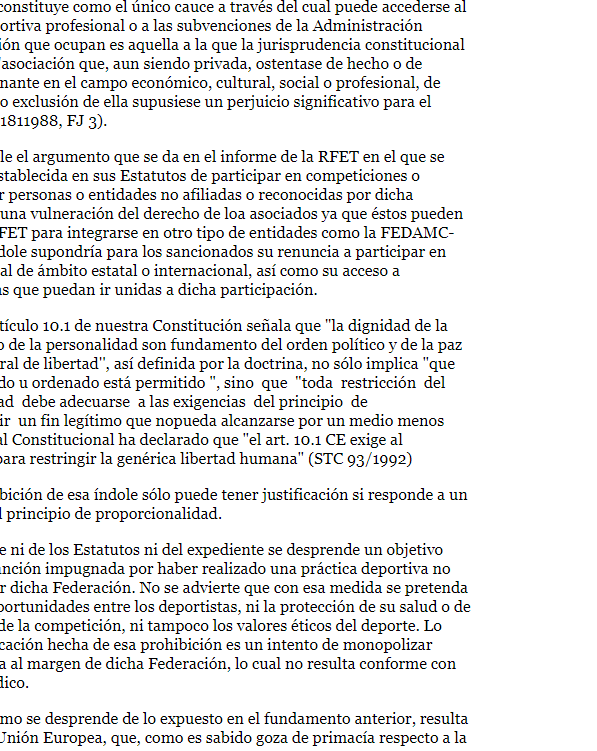 constituye como el único cauce a través del cual puede accederse al
ortiva profesional o a las subvenciones de la Administración
ión que ocupan es aquella a la que la jurisprudencia constitucional
asociación que, aun siendo privada, ostentase de hecho o de
nante en el campo económico, cultural, social o profesional, de
o exclusión de ella supusiese un perjuicio significativo para el
1811988, FJ 3).
le el argumento que se da en el informe de la RFET en el que se
stablecida en sus Estatutos de participar en competiciones o
r personas o entidades no afiliadas o reconocidas por dicha
una vulneración del derecho de loa asociados ya que éstos pueden
FET para integrarse en otro tipo de entidades como la FEDAMC-
dole supondría para los sancionados su renuncia a participar en
al de ámbito estatal o internacional, así como su acceso a
as que puedan ir unidas a dicha participación.
tículo 10.1 de nuestra Constitución señala que "la dignidad de la
o de la personalidad son fundamento del orden político y de la paz
ral de libertad", así definida por la doctrina, no sólo implica "que
do u ordenado está permitido ", sino que "toda restricción del
ad debe adecuarse a las exigencias del principio de
ir un fin legítimo que nopueda alcanzarse por un medio menos
al Constitucional ha declarado que "el art. 10.1 CE exige al
para restringir la genérica libertad humana" (STC 93/1992)
bición de esa índole sólo puede tener justificación si responde a un
l principio de proporcionalidad.
e ni de los Estatutos ni del expediente se desprende un objetivo
nción impugnada por haber realizado una práctica deportiva no
r dicha Federación. No se advierte que con esa medida se pretenda
portunidades entre los deportistas, ni la protección de su salud o de
de la competición, ni tampoco los valores éticos del deporte. Lo
cación hecha de esa prohibición es un intento de monopolizar
a al margen de dicha Federación, lo cual no resulta conforme con
dico.
mo se desprende de lo expuesto en el fundamento anterior, resulta
Unión Europea, que, como es sabido goza de primacía respecto a la